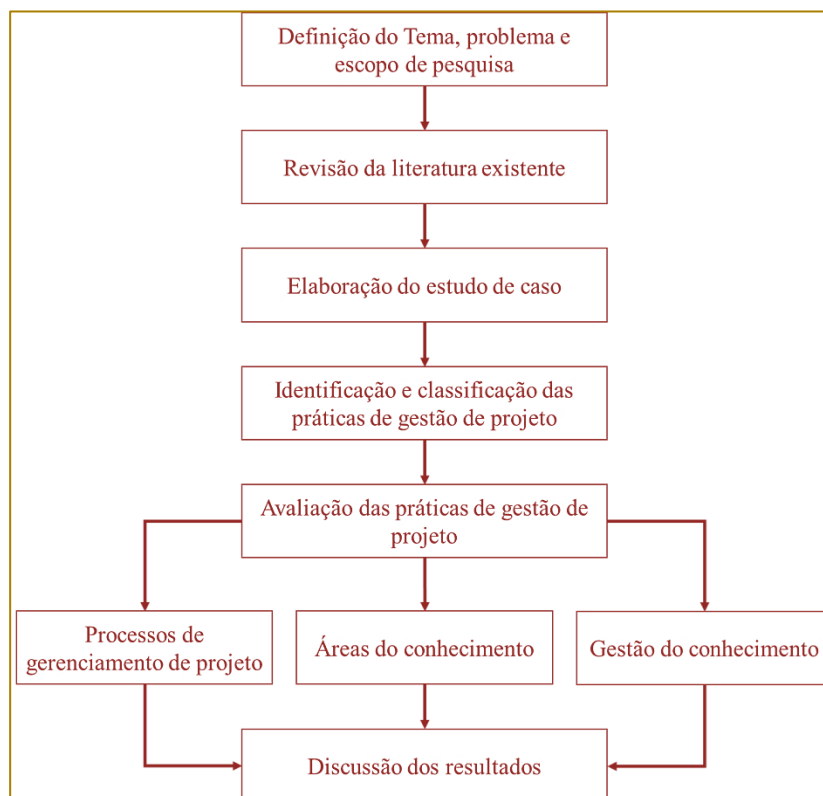 Definição do Tema, problema e
escopo de pesquisa
Revisão da literatura existente
Elaboração do estudo de caso
Identificação e classificação das
práticas de gestão de projeto
Avaliação das práticas de gestão de
projeto
Processos de
gerenciamento de projeto
Áreas do conhecimento
Gestão do conhecimento
Discussão dos resultados